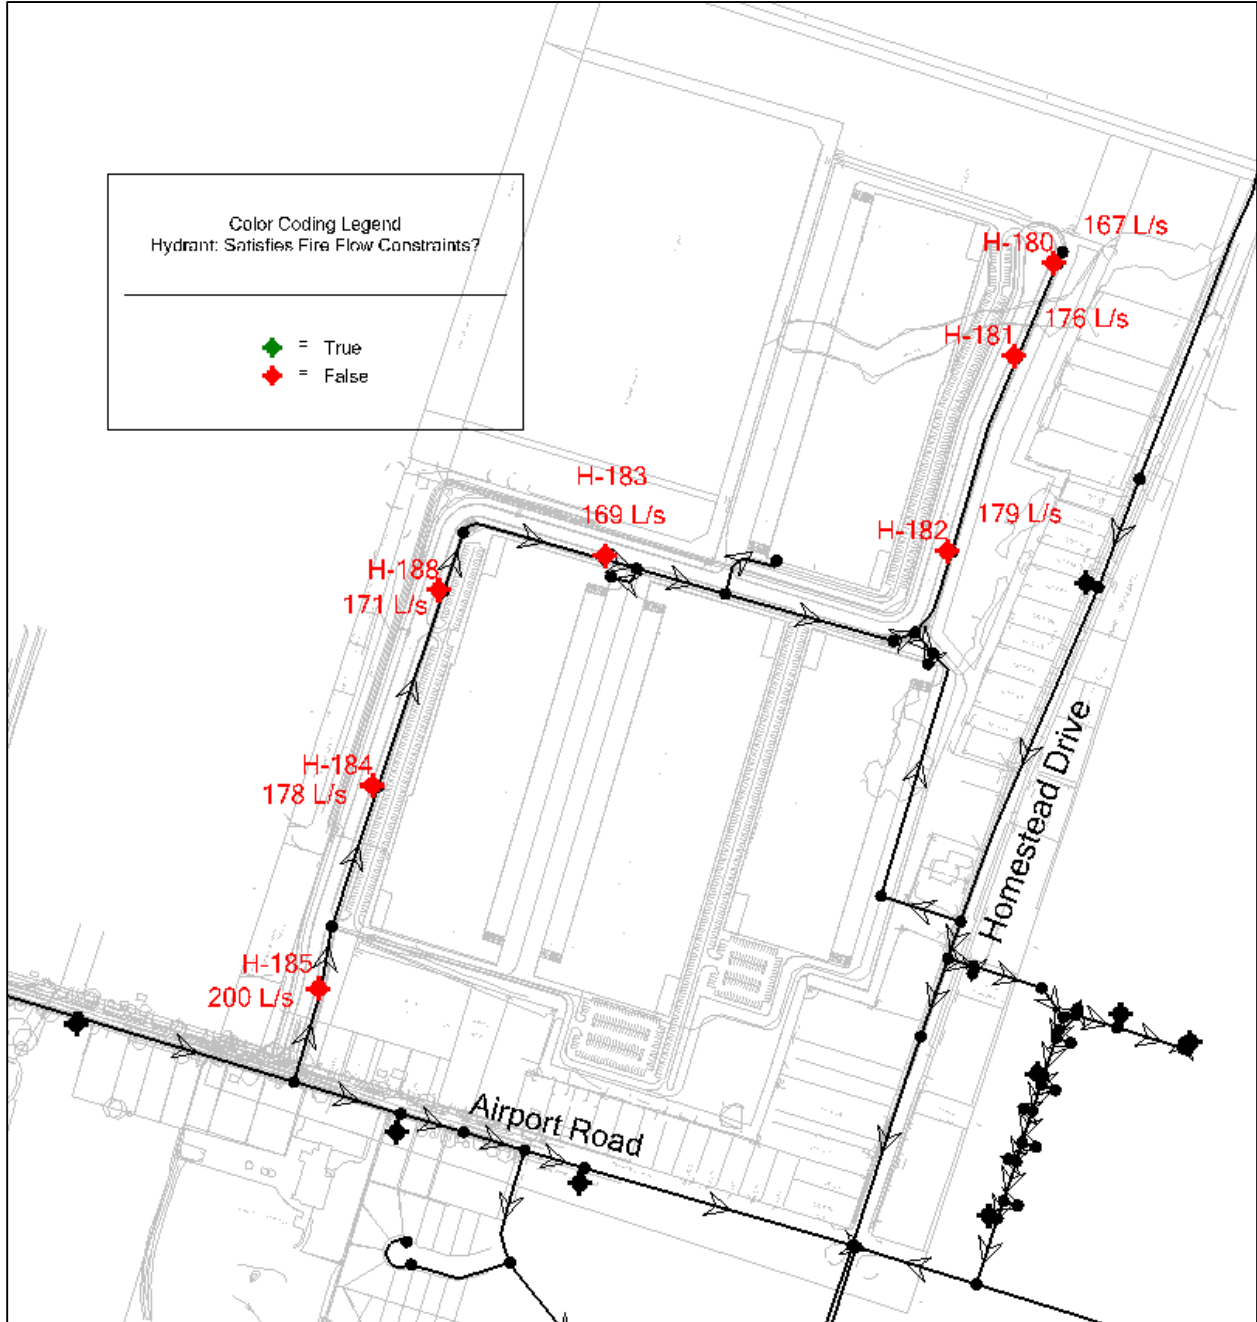 Color Coding Legend
Hydrant: Satisfies Fire Flow Constraints?
= True
= False
167 L/s
H-180
176 L/s
H-181
H-183
169 L/s
179 L/s
H-182
H-188
171 L/s
H-184
178 L/s
Homestead Drive
H-185
200 L/s
Airport Road